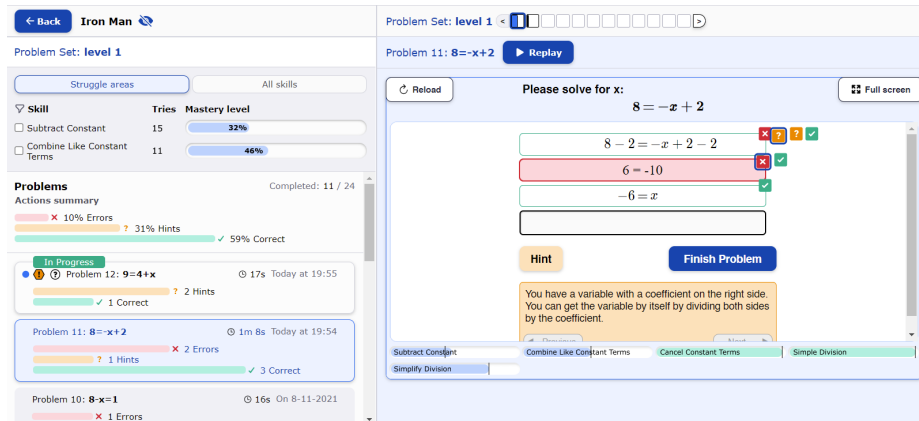 ← Back Iron Man
Problem Set: level 1
Struggle areas All skills
Skill Tries Mastery level
Subtract Constant 15 32%
Combine Like Constant Terms 11 46%
Problems Completed: 11 / 24
Actions summary
× 10% Errors
? 31% Hints
✓ 59% Correct
In Progress
! ? Problem 12: 9=4+x 17s Today at 19:55
? 2 Hints
✓ 1 Correct
Problem 11: 8=-x+2 1m 8s Today at 19:54
× 2 Errors
? 1 Hints
✓ 3 Correct
Problem 10: 8-x=1 16s On 8-11-2021
× 1 Errors
Problem Set: level 1 < >
Problem 11: 8=-x+2 ▶ Replay
Reload Please solve for x: Full screen
8 = −x + 2
8 − 2 = −x + 2 − 2 × ? ? ✓
6 = -10 × ✓
−6 = x ✓
Hint Finish Problem
You have a variable with a coefficient on the right side.
You can get the variable by itself by dividing both sides
by the coefficient.
◀ Previous Next ▶
Subtract Constant Combine Like Constant Terms Cancel Constant Terms Simple Division
Simplify Division